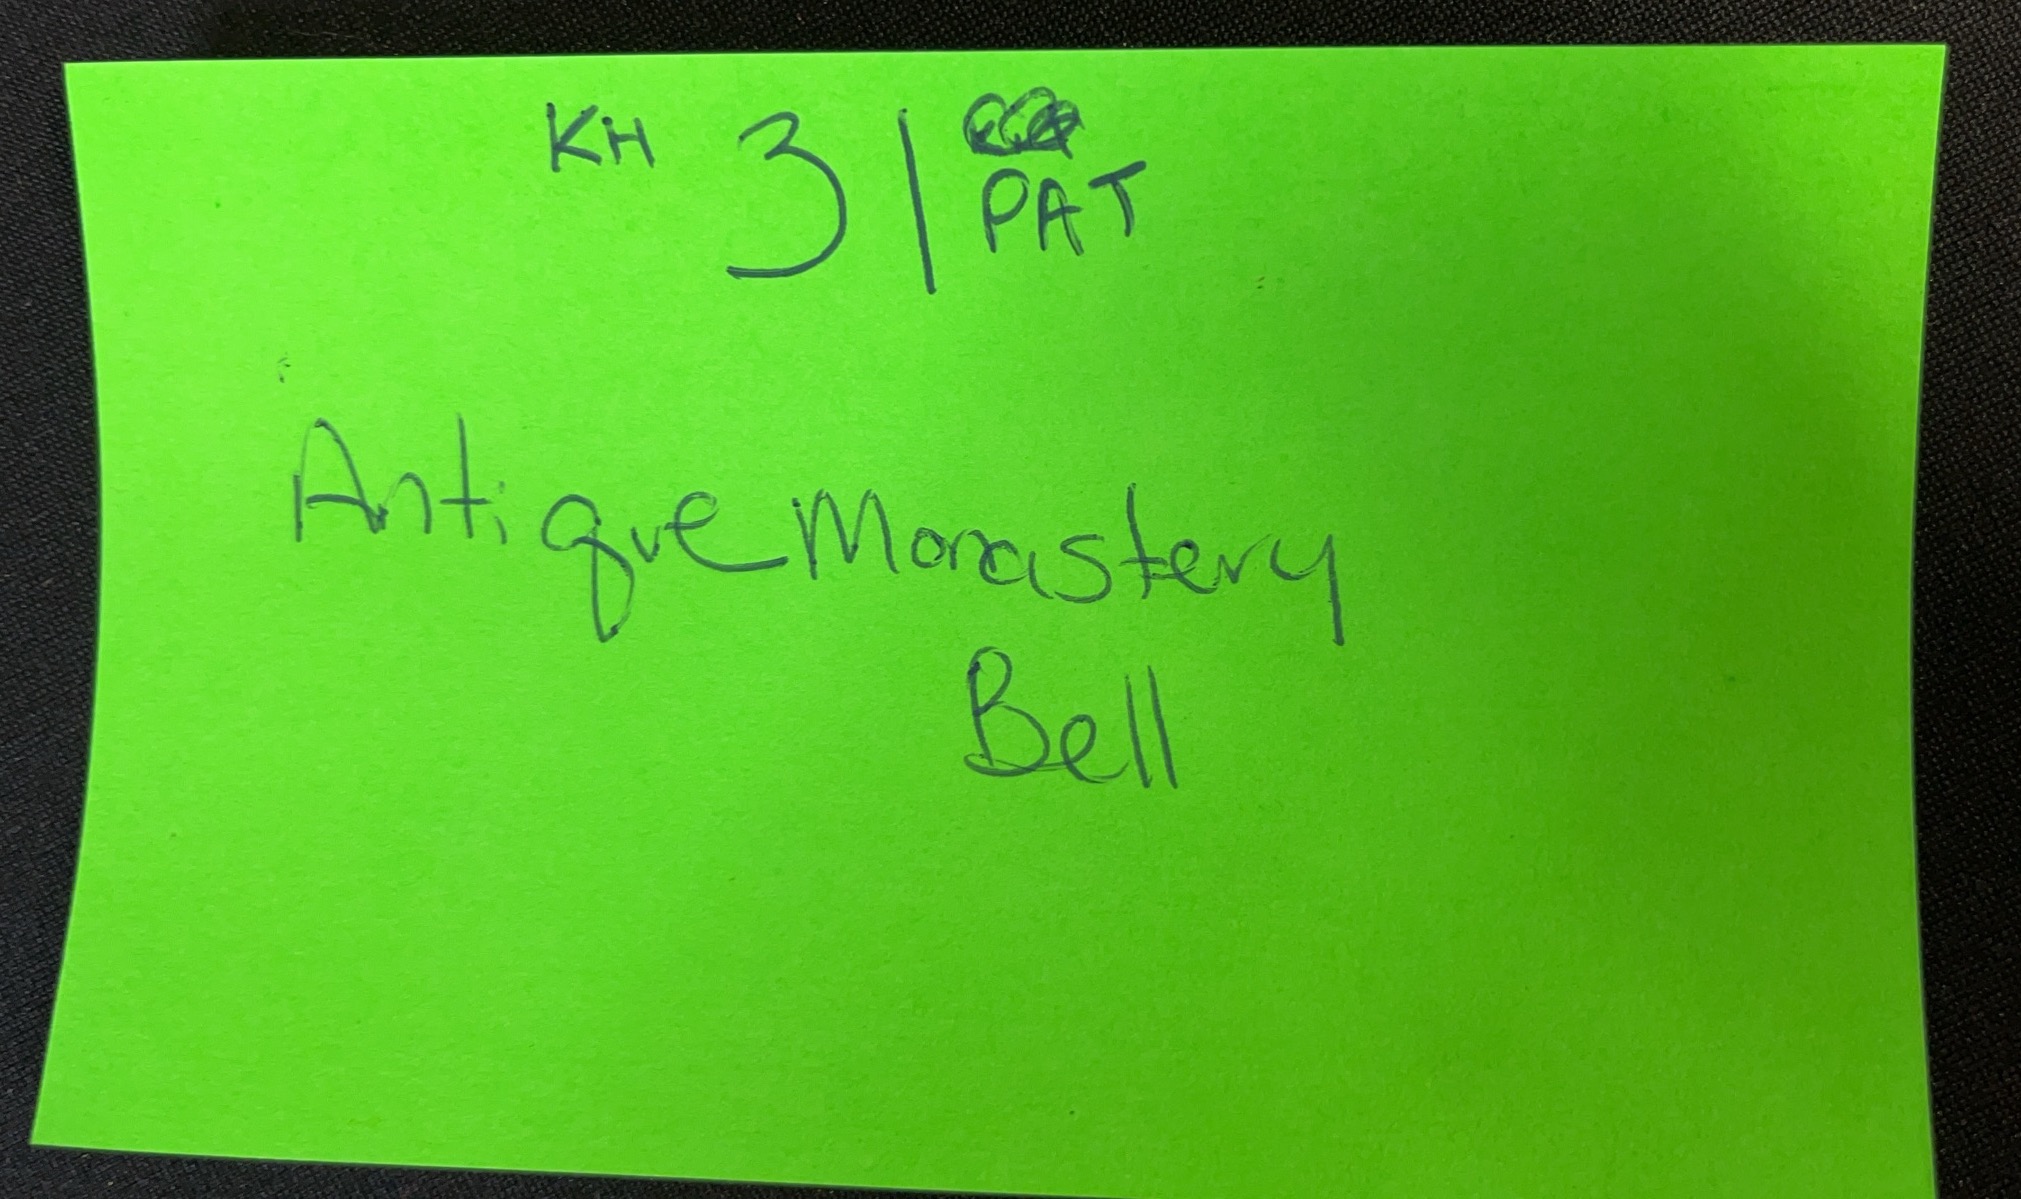 KH 3 | PAT
Antique Monastery
Bell